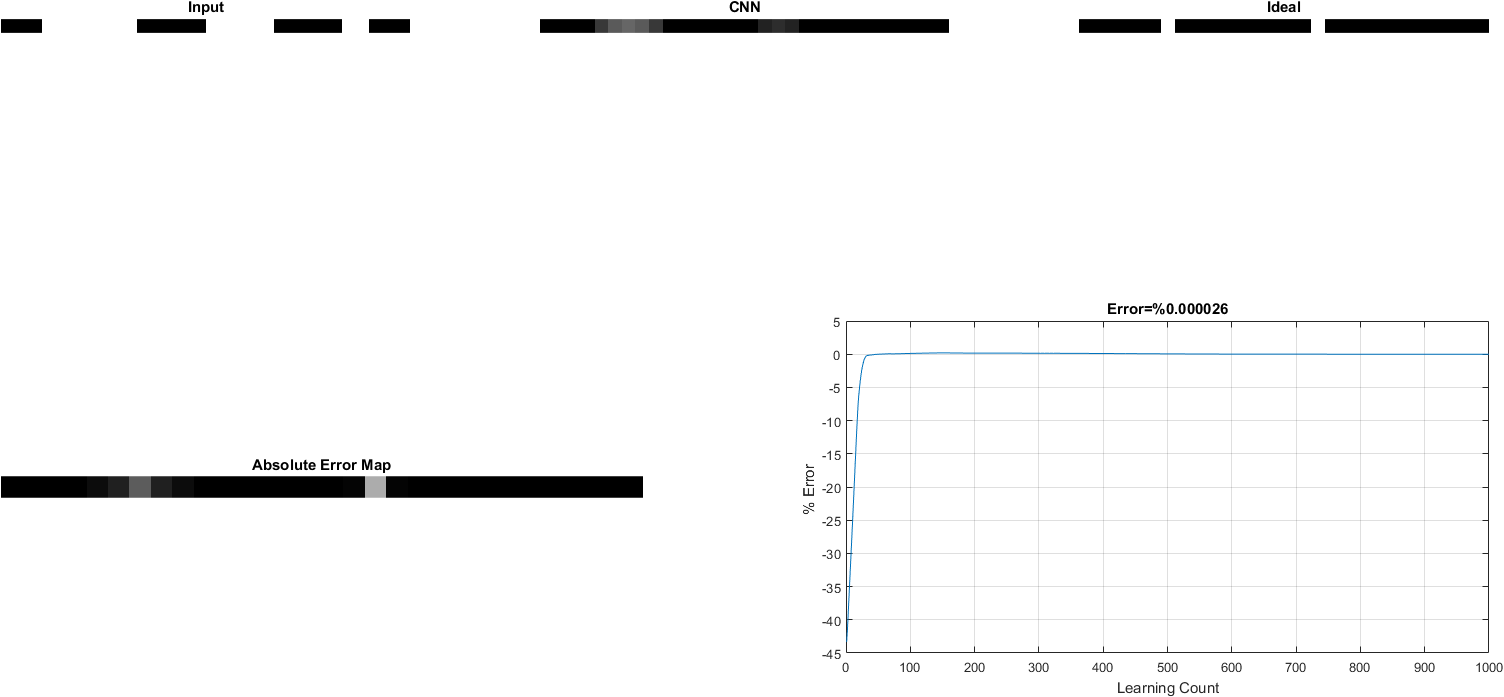 Input
CNN
Ideal
Error=%0.000026
5
0
-5
-10
-15
-20
-25
-30
-35
-40
-45
% Error
0 100 200 300 400 500 600 700 800 900 1000
Learning Count
Absolute Error Map